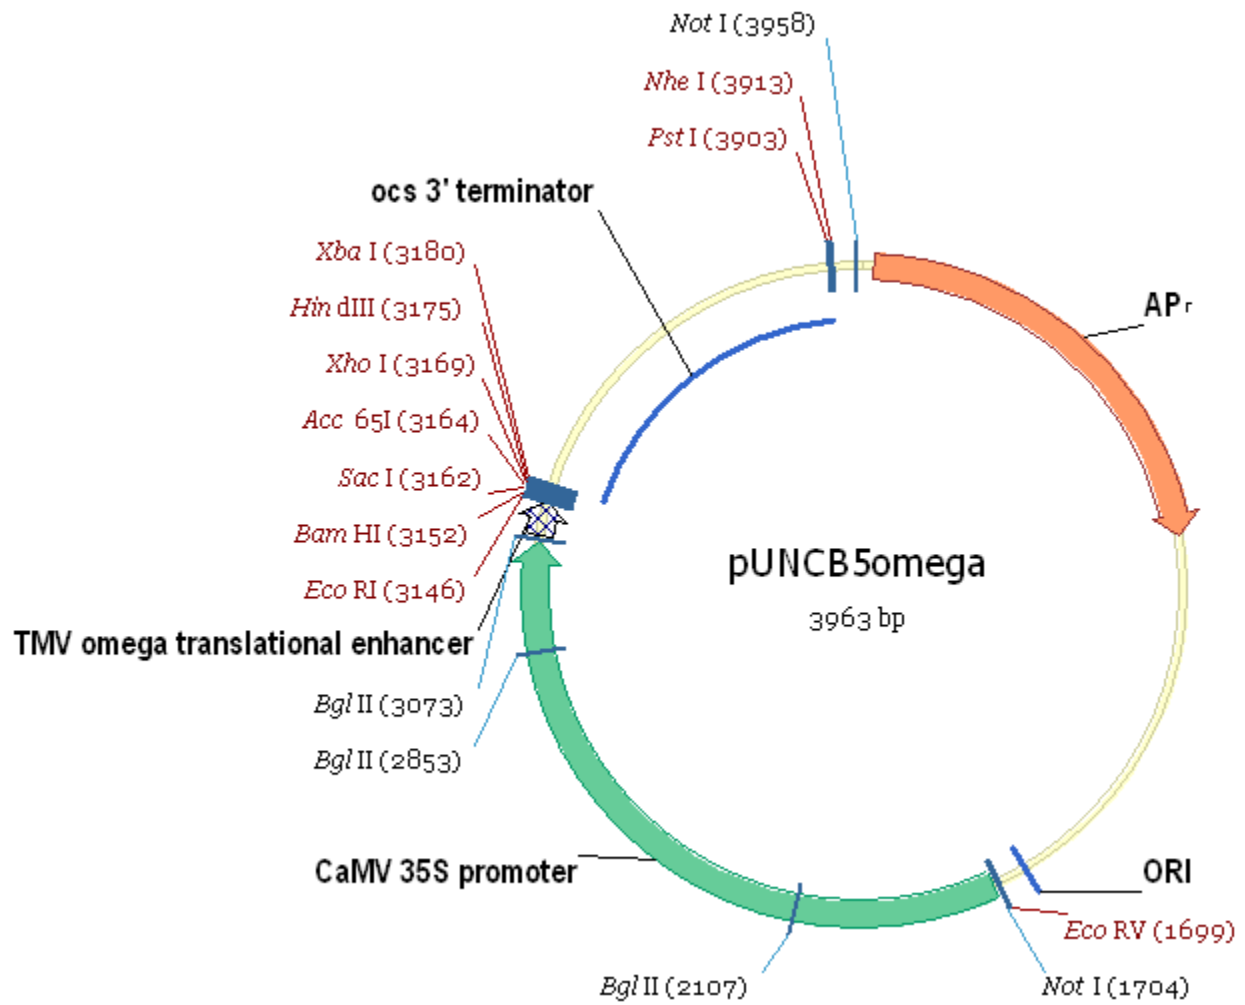 Not I (3958)
Nhe I (3913)
Pst I (3903)
ocs 3' terminator
Xba I (3180)
Hin dIII (3175)
Xho I (3169)
Acc 65I (3164)
Sac I (3162)
Bam HI (3152)
Eco RI (3146)
TMV omega translational enhancer
Bgl II (3073)
Bgl II (2853)
CaMV 35S promoter
Bgl II (2107)
APr
pUNCB5omega
3963 bp
ORI
Eco RV (1699)
Not I (1704)